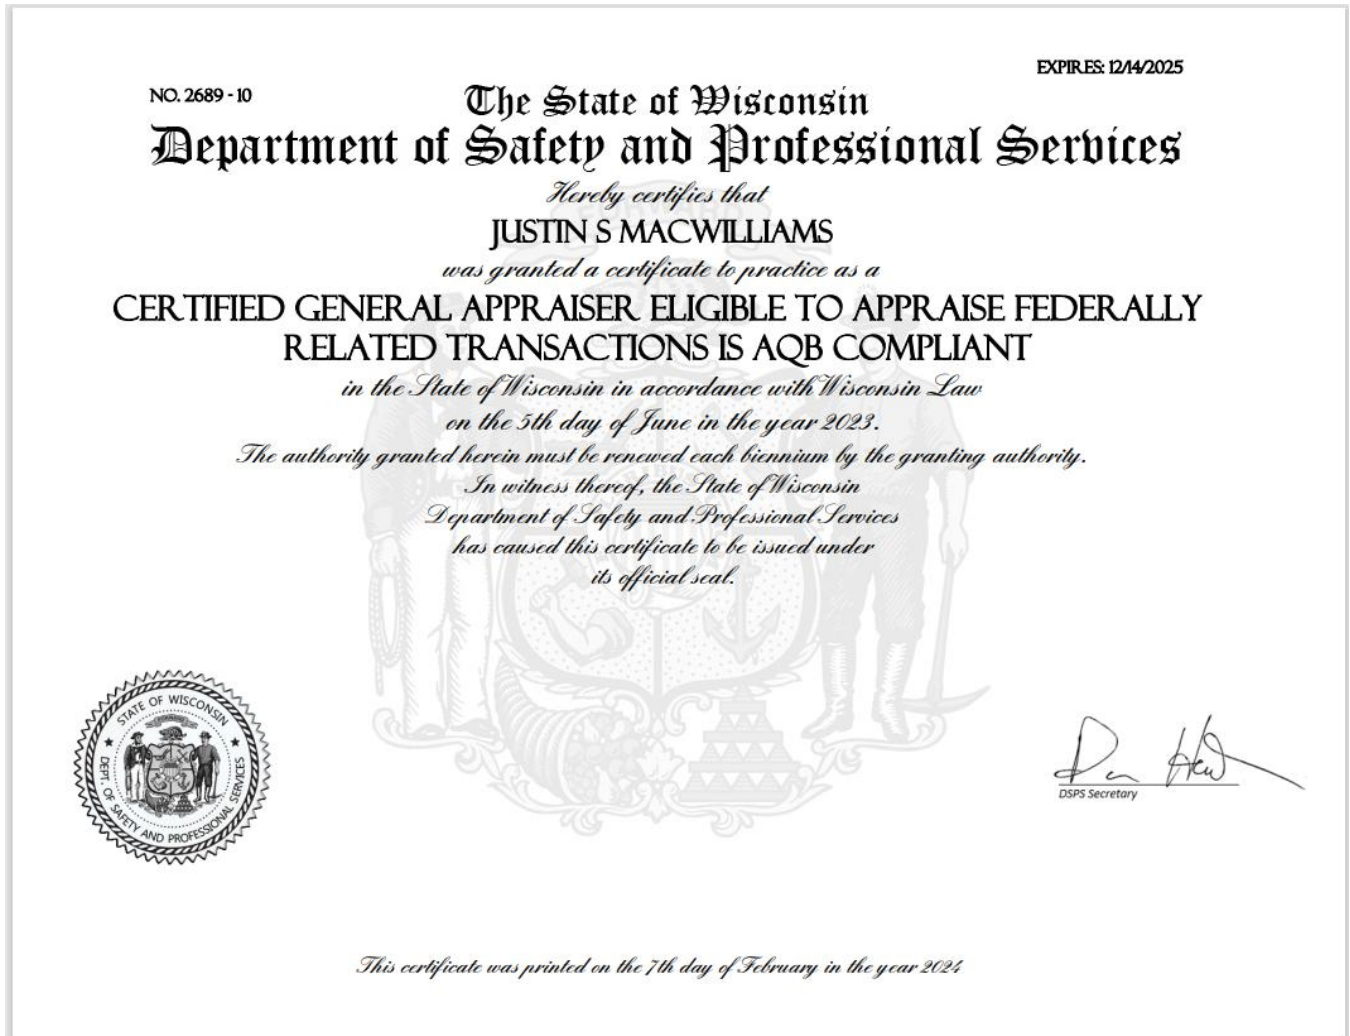 EXPIRES: 12/14/2025
NO. 2689 - 10
The State of Wisconsin
Department of Safety and Professional Services
Hereby certifies that
JUSTIN S MACWILLIAMS
was granted a certificate to practice as a
CERTIFIED GENERAL APPRAISER ELIGIBLE TO APPRAISE FEDERALLY
RELATED TRANSACTIONS IS AQB COMPLIANT
in the State of Wisconsin in accordance with Wisconsin Law
on the 5th day of June in the year 2023.
The authority granted herein must be renewed each biennium by the granting authority.
In witness thereof, the State of Wisconsin
Department of Safety and Professional Services
has caused this certificate to be issued under
its official seal.
STATE OF WISCONSIN
DEPT. OF SAFETY AND PROFESSIONAL SERVICES
DSPS Secretary
This certificate was printed on the 7th day of February in the year 2024